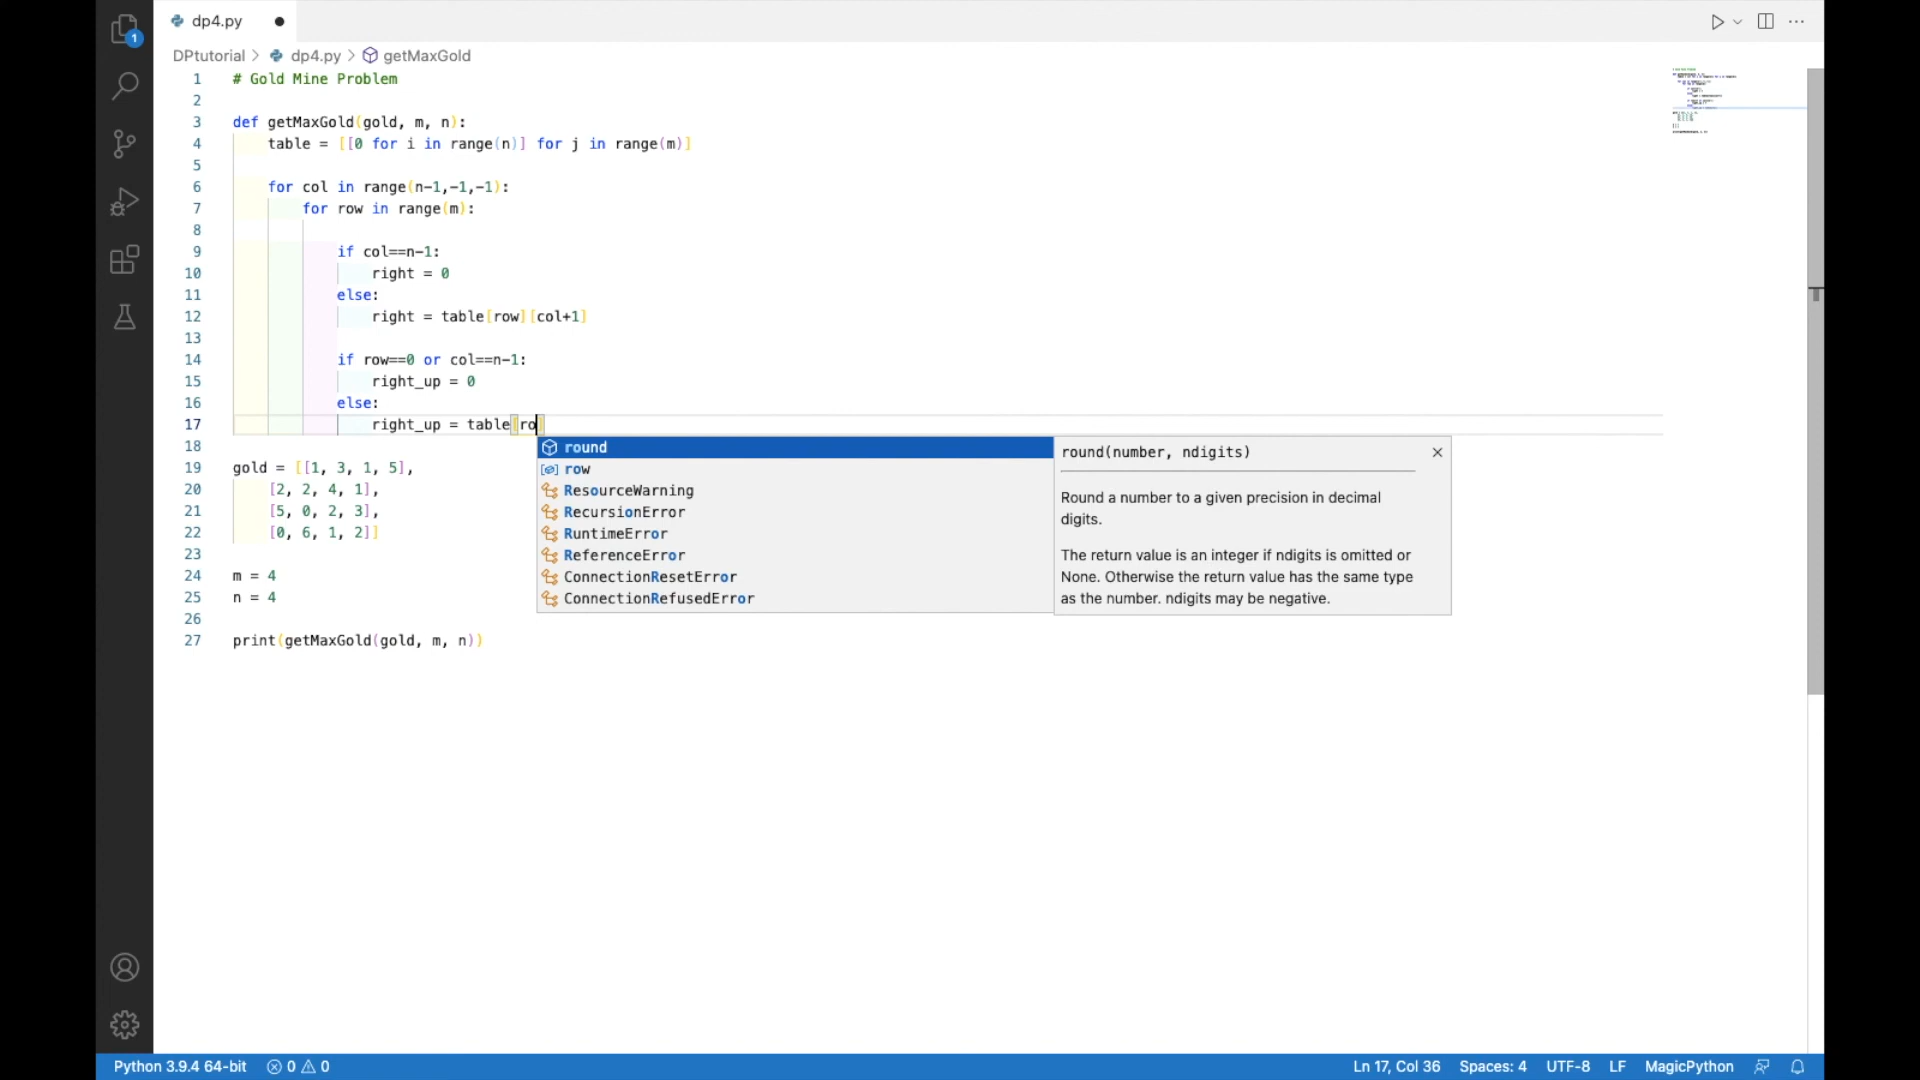 dp4.py
DPtutorial > dp4.py > getMaxGold
1
1 # Gold Mine Problem
2
3 def getMaxGold(gold, m, n):
4 table = [[0 for i in range(n)] for j in range(m)]
5
6 for col in range(n-1,-1,-1):
7 for row in range(m):
8
9 if col==n-1:
10 right = 0
11 else:
12 right = table[row][col+1]
13
14 if row==0 or col==n-1:
15 right_up = 0
16 else:
17 right_up = table[ro]
18
19 gold = [[1, 3, 1, 5],
20 [2, 2, 4, 1],
21 [5, 0, 2, 3],
22 [0, 6, 1, 2]]
23
24 m = 4
25 n = 4
26
27 print(getMaxGold(gold, m, n))
round
row
ResourceWarning
RecursionError
RuntimeError
ReferenceError
ConnectionResetError
ConnectionRefusedError
round(number, ndigits)
Round a number to a given precision in decimal
digits.
The return value is an integer if ndigits is omitted or
None. Otherwise the return value has the same type
as the number. ndigits may be negative.
Python 3.9.4 64-bit 0 0 Ln 17, Col 36 Spaces: 4 UTF-8 LF MagicPython